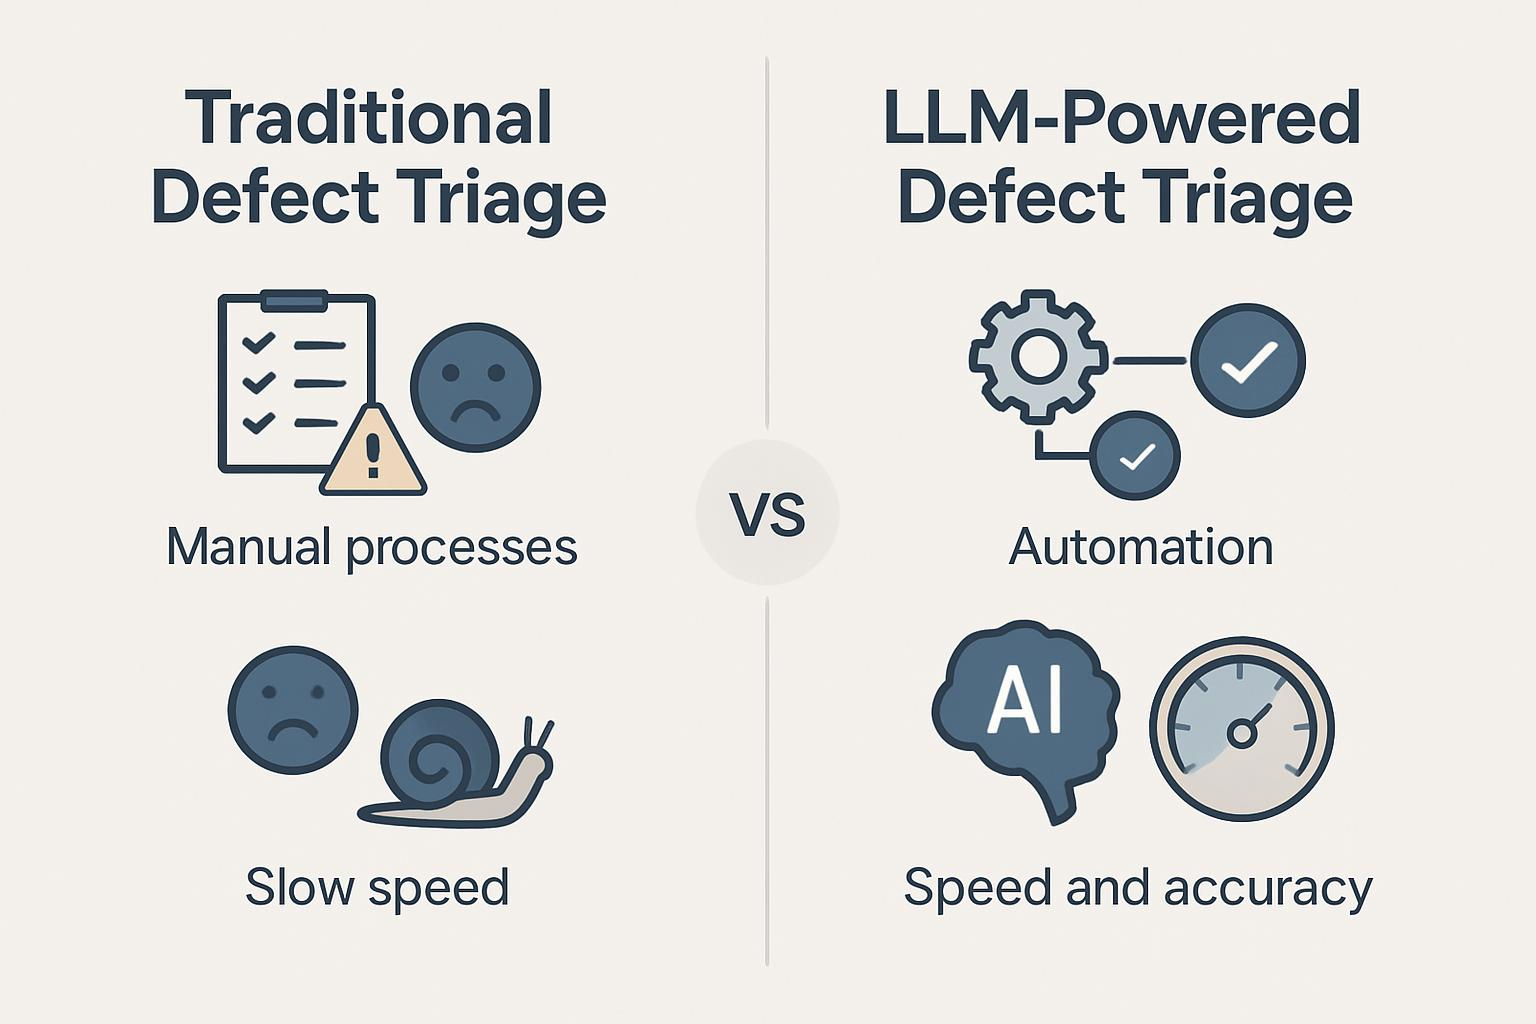 Traditional
Defect Triage
Manual processes
Slow speed
VS
LLM-Powered
Defect Triage
Automation
AI
Speed and accuracy